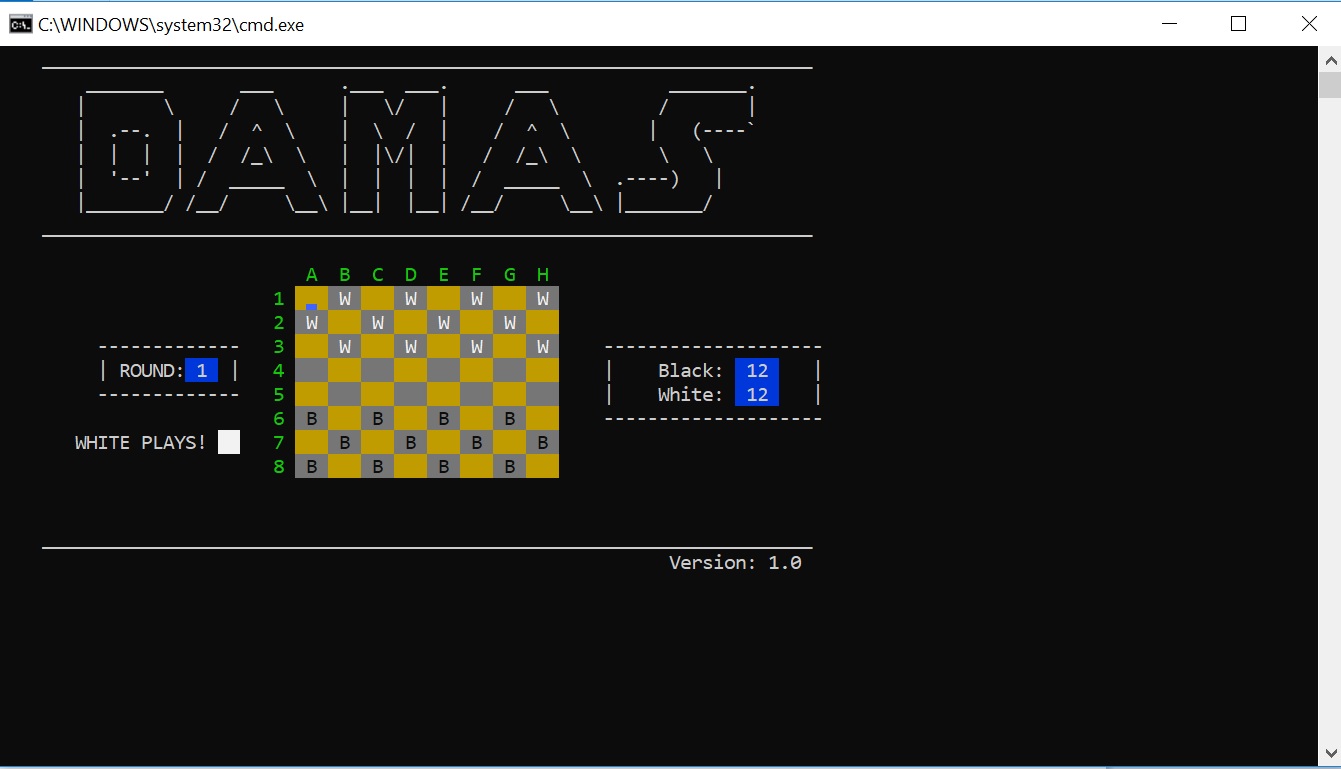 C:\WINDOWS\system32\cmd.exe
DAMAS
A B C D E F G H
1 W W W W
2 W W W W
3 W W W W
| ROUND: 1 | 4 | Black: 12 |
5 | White: 12 |
6 B B B B
WHITE PLAYS! 7 B B B B
8 B B B B
Version: 1.0